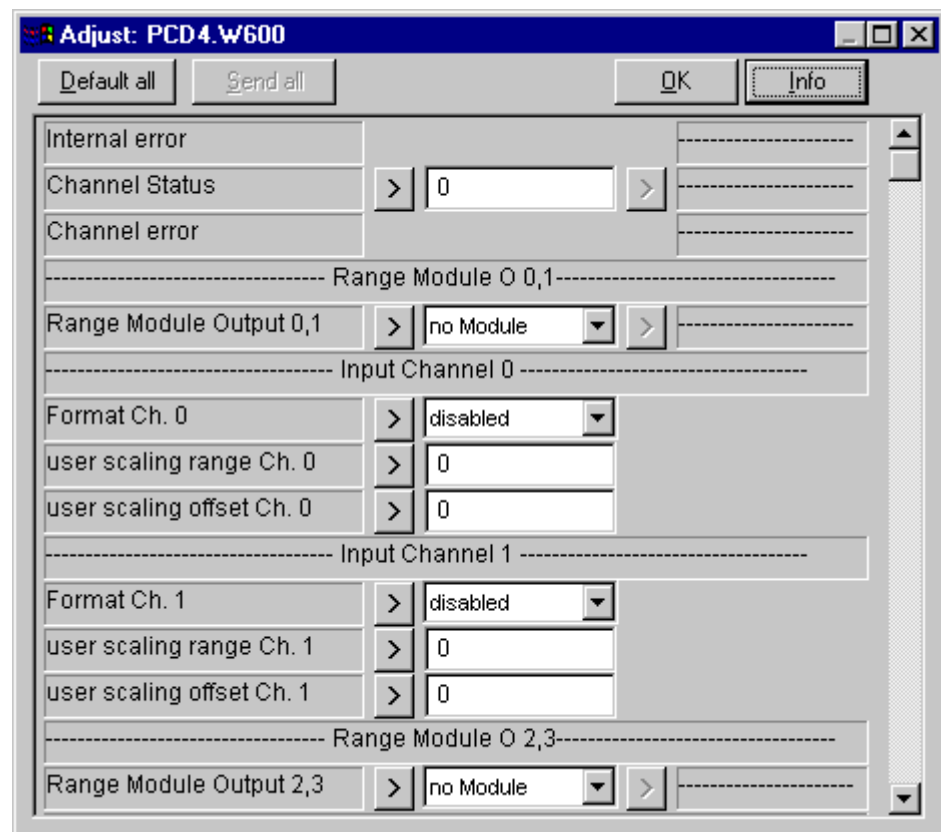 Adjust: PCD4.W600
Default all Send all OK Info
Internal error ----------------------
Channel Status > 0 > ----------------------
Channel error ----------------------
----------------------------------- Range Module O 0,1-----------------------------------
Range Module Output 0,1 > no Module > ----------------------
------------------------------------ Input Channel 0 ------------------------------------
Format Ch. 0 > disabled
user scaling range Ch. 0 > 0
user scaling offset Ch. 0 > 0
------------------------------------ Input Channel 1 ------------------------------------
Format Ch. 1 > disabled
user scaling range Ch. 1 > 0
user scaling offset Ch. 1 > 0
----------------------------------- Range Module O 2,3-----------------------------------
Range Module Output 2,3 > no Module > ----------------------